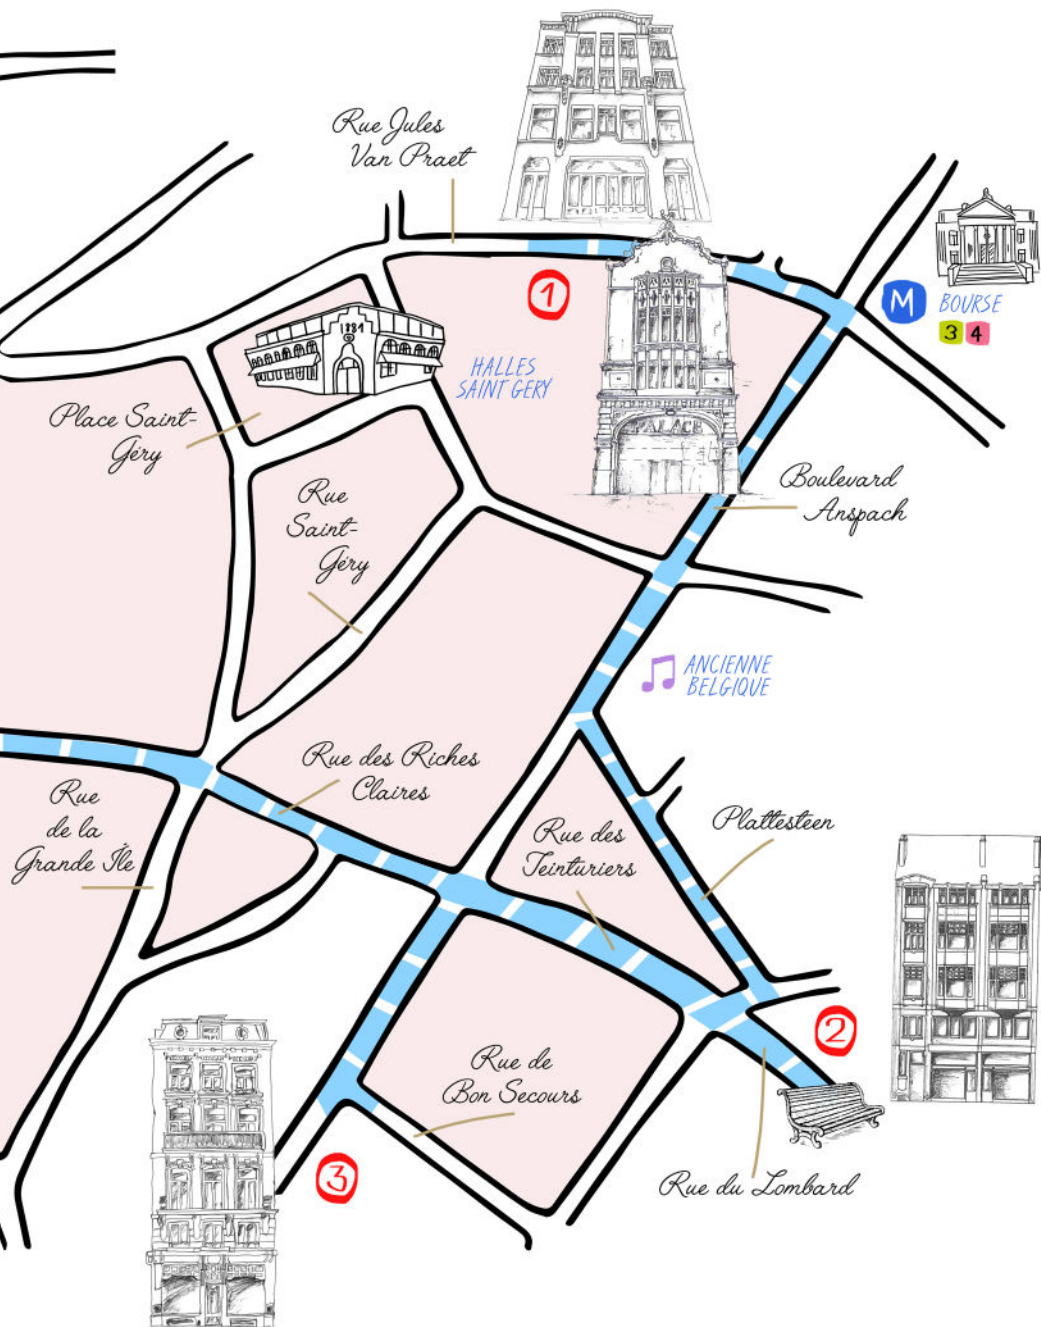 Rue Jules
Van Praet
1
M BOURSE
3 4
1881
HALLES
SAINT GERY
PALACE
Place Saint-
Géry
Rue
Saint-
Géry
Boulevard
Anspach
ANCIENNE
BELGIQUE
Rue des Riches
Claires
Rue
de la
Grande Île
Rue des
Teinturiers
Plattesteen
2
Rue de
Bon Secours
3
Rue du Lombard